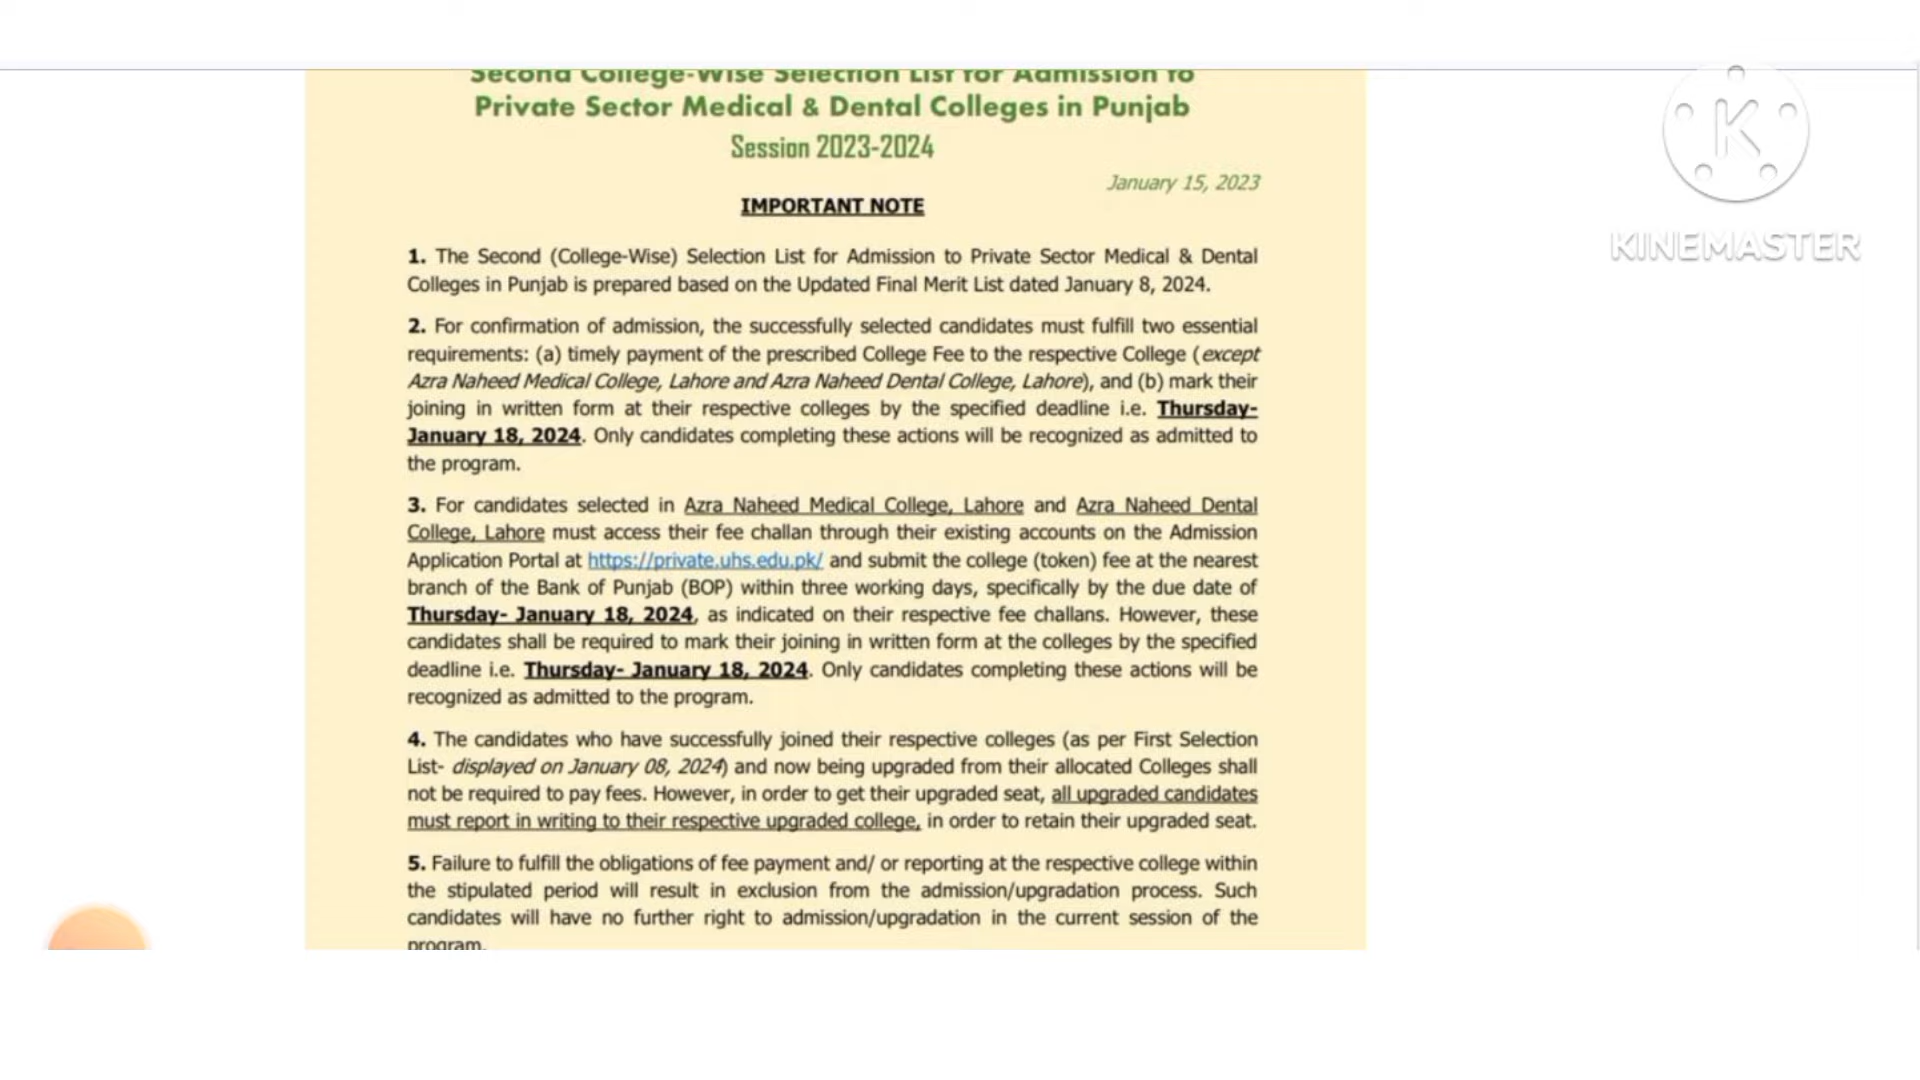 Second College-Wise Selection List for Admission to
Private Sector Medical & Dental Colleges in Punjab
Session 2023-2024
January 15, 2023
IMPORTANT NOTE
1. The Second (College-Wise) Selection List for Admission to Private Sector Medical & Dental
Colleges in Punjab is prepared based on the Updated Final Merit List dated January 8, 2024.
2. For confirmation of admission, the successfully selected candidates must fulfill two essential
requirements: (a) timely payment of the prescribed College Fee to the respective College (except
Azra Naheed Medical College, Lahore and Azra Naheed Dental College, Lahore), and (b) mark their
joining in written form at their respective colleges by the specified deadline i.e. Thursday-
January 18, 2024. Only candidates completing these actions will be recognized as admitted to
the program.
3. For candidates selected in Azra Naheed Medical College, Lahore and Azra Naheed Dental
College, Lahore must access their fee challan through their existing accounts on the Admission
Application Portal at https://private.uhs.edu.pk/ and submit the college (token) fee at the nearest
branch of the Bank of Punjab (BOP) within three working days, specifically by the due date of
Thursday- January 18, 2024, as indicated on their respective fee challans. However, these
candidates shall be required to mark their joining in written form at the colleges by the specified
deadline i.e. Thursday- January 18, 2024. Only candidates completing these actions will be
recognized as admitted to the program.
4. The candidates who have successfully joined their respective colleges (as per First Selection
List- displayed on January 08, 2024) and now being upgraded from their allocated Colleges shall
not be required to pay fees. However, in order to get their upgraded seat, all upgraded candidates
must report in writing to their respective upgraded college, in order to retain their upgraded seat.
5. Failure to fulfill the obligations of fee payment and/ or reporting at the respective college within
the stipulated period will result in exclusion from the admission/upgradation process. Such
candidates will have no further right to admission/upgradation in the current session of the
program.
KINEMASTER